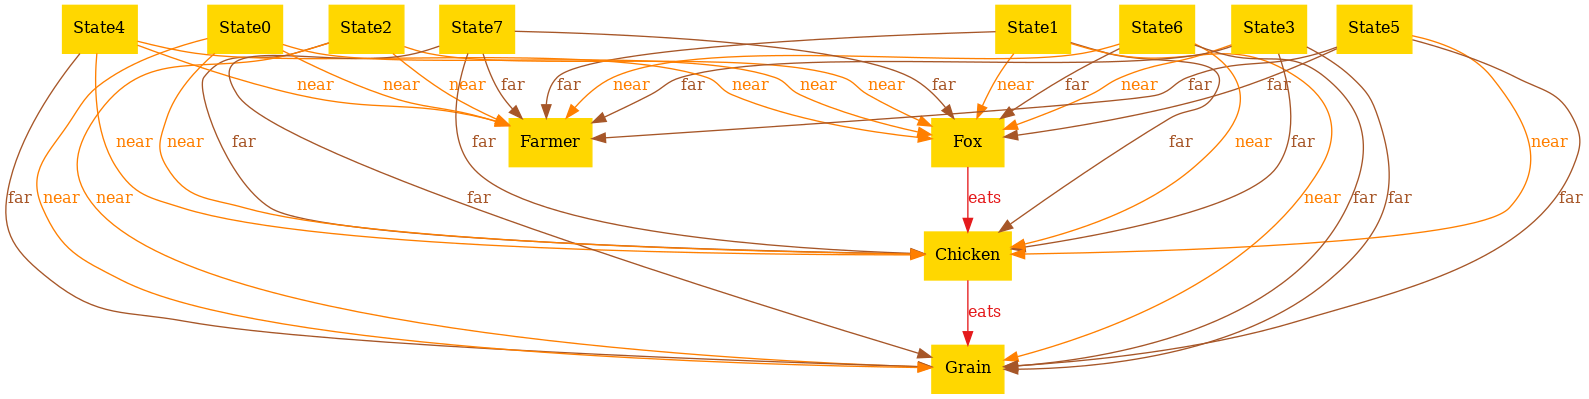 State4 State0 State2 State7 State1 State6 State3 State5
near near near far far near far near near near near far far near far
Farmer Fox
near near far far far near far near
far near near far eats near far far far
Chicken
eats
Grain